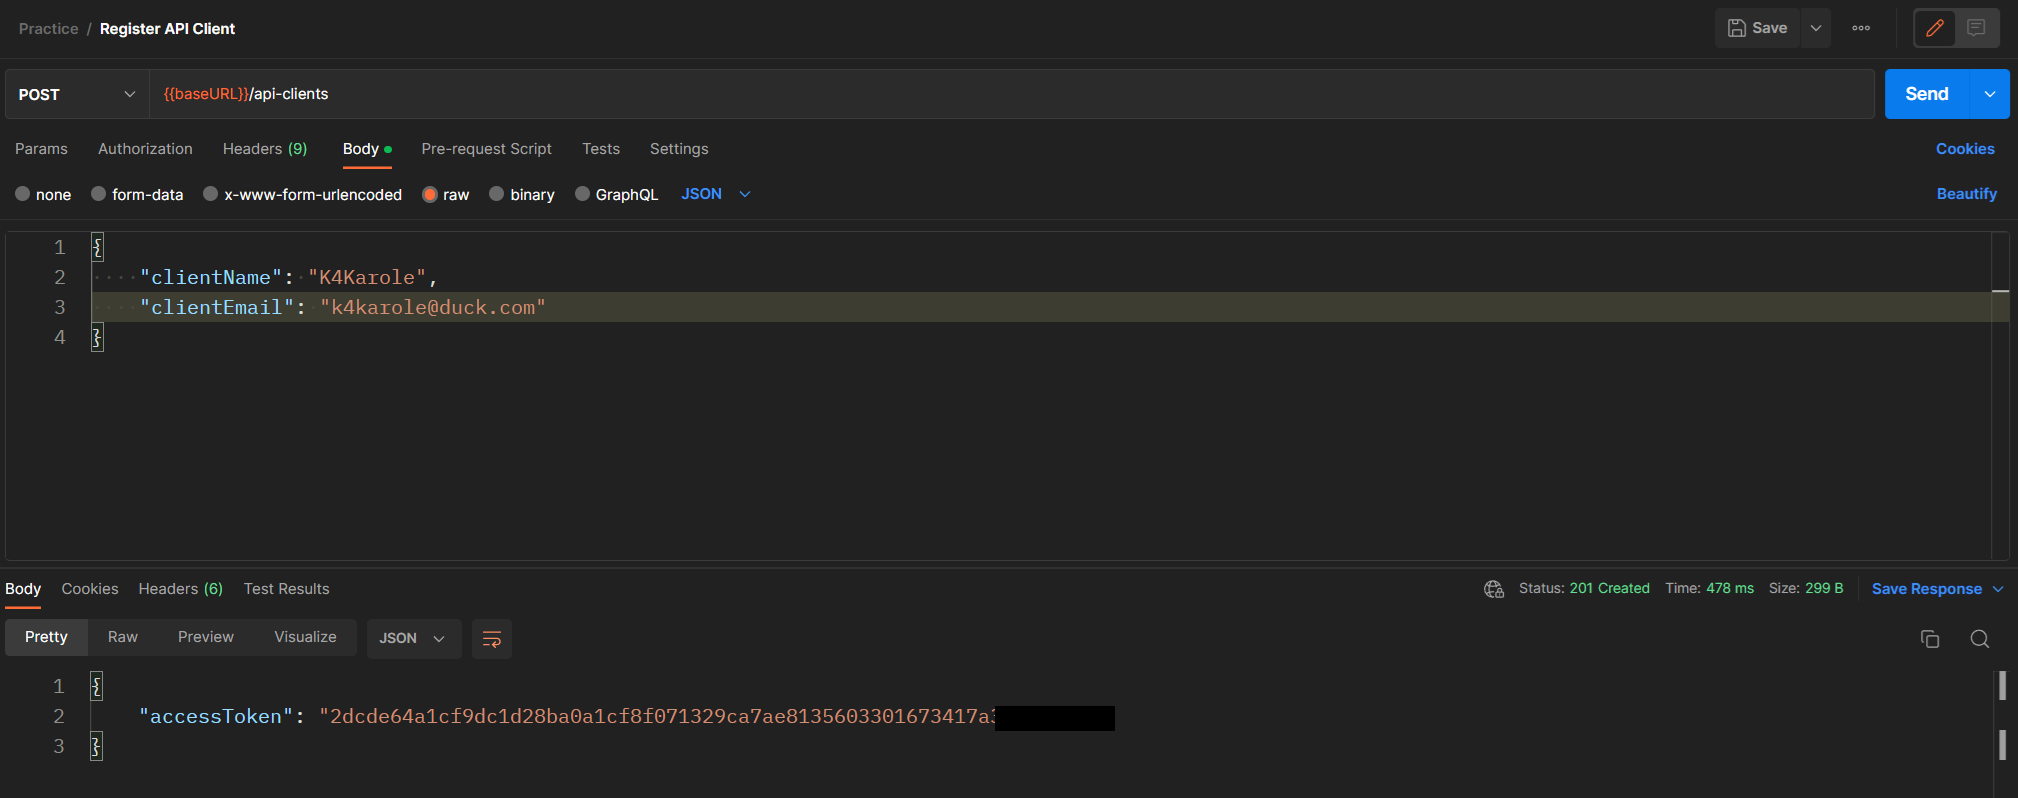 Practice / Register API Client
Save
POST
{{baseURL}}/api-clients
Send
Params Authorization Headers (9) Body Pre-request Script Tests Settings
Cookies
none form-data x-www-form-urlencoded raw binary GraphQL JSON
Beautify
1 {
2 "clientName": "K4Karole",
3 "clientEmail": "k4karole@duck.com"
4 }
Body Cookies Headers (6) Test Results
Status: 201 Created Time: 478 ms Size: 299 B Save Response
Pretty Raw Preview Visualize JSON
1 {
2 "accessToken": "2dcde64a1cf9dc1d28ba0a1cf8f071329ca7ae8135603301673417a
3 }